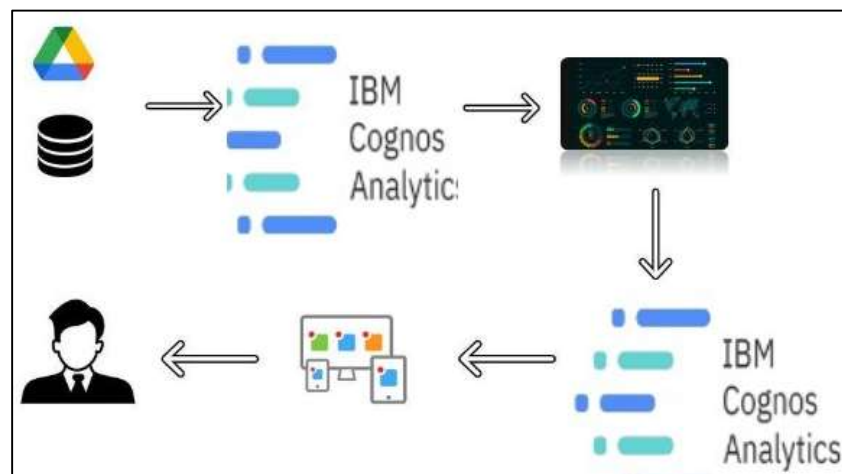 IBM
Cognos
Analytics
IBM
Cognos
Analytics